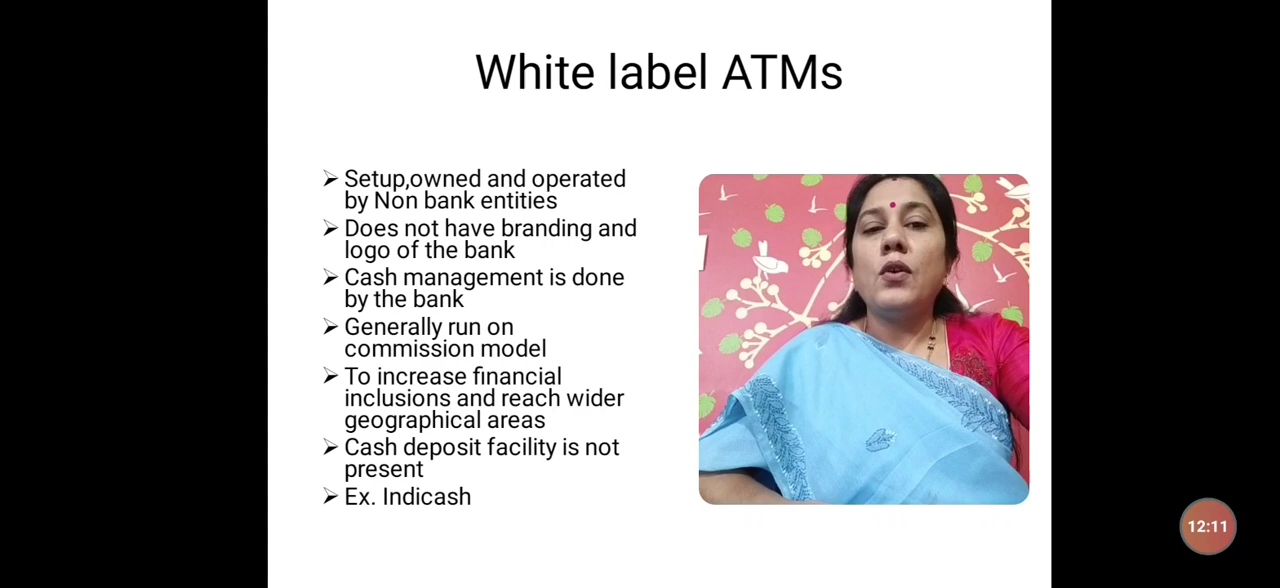 White label ATMs
➢ Setup,owned and operated
by Non bank entities
➢ Does not have branding and
logo of the bank
➢ Cash management is done
by the bank
➢ Generally run on
commission model
➢ To increase financial
inclusions and reach wider
geographical areas
➢ Cash deposit facility is not
present
➢ Ex. Indicash
12:11